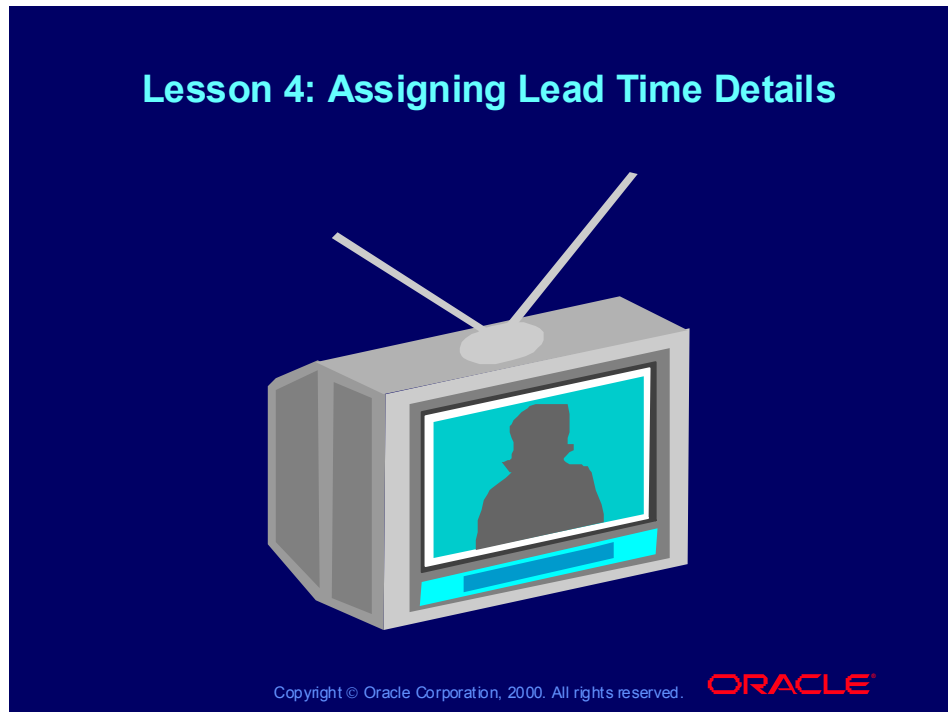 Lesson 4: Assigning Lead Time Details
Copyright © Oracle Corporation, 2000. All rights reserved.
ORACLE®